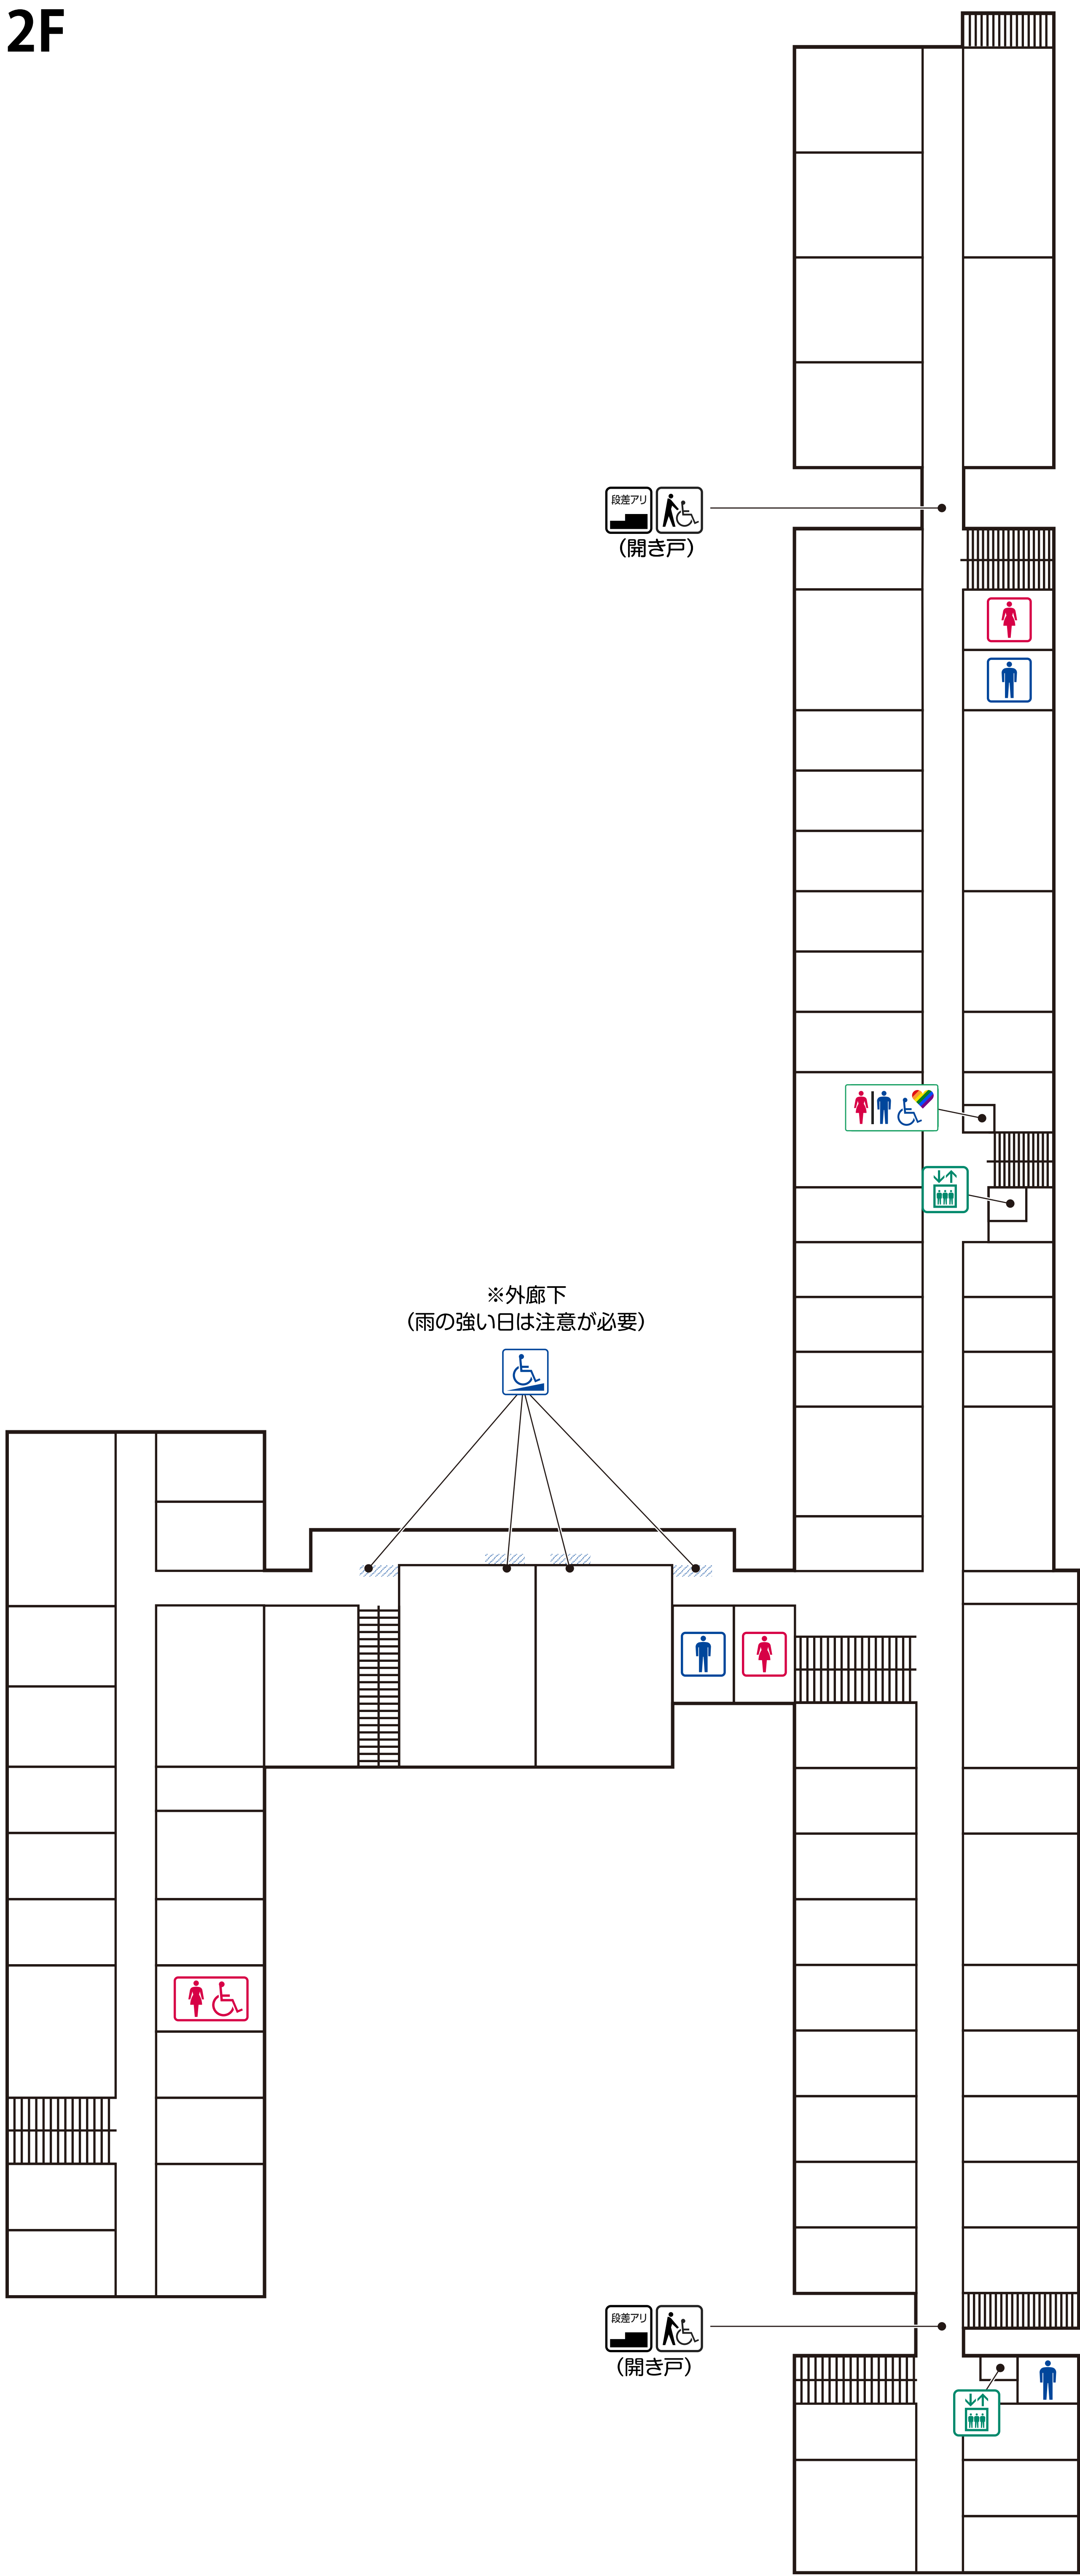 2F
段差アリ
（開き戸）
※外廊下
（雨の強い日は注意が必要）
段差アリ
（開き戸）